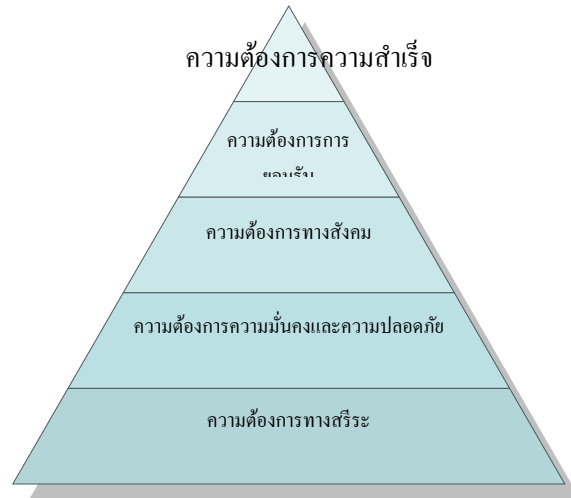 ความต้องการความสำเร็จ
ความต้องการการ
ยอมรับ
ความต้องการทางสังคม
ความต้องการความมั่นคงและความปลอดภัย
ความต้องการทางสรีระ